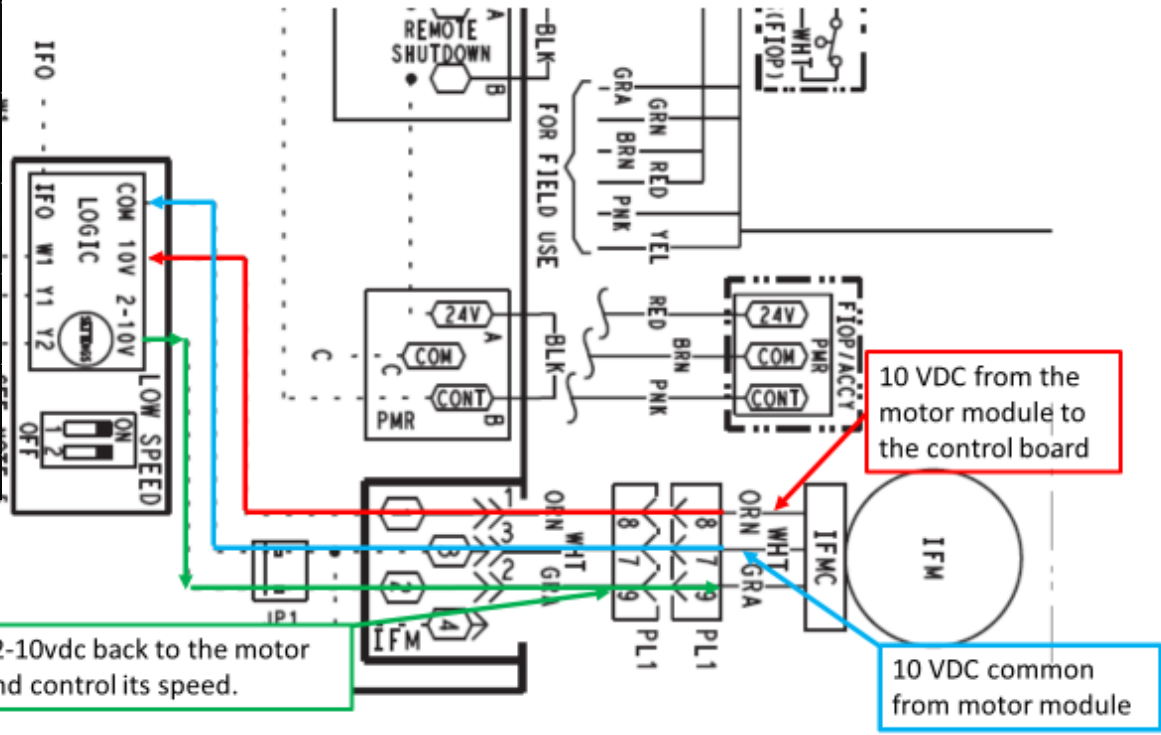 IFO
REMOTE
SHUTDOWN
A
B
BLK
FOR FIELD USE
GRA
GRN
BRN
RED
PNK
YEL
WHT
(FIOP)
COM 10V 2-10V
LOGIC
IFO W1 Y1 Y2
LOW SPEED
ON
1 2
OFF
C
C
24V
A
COM
CONT
B
PMR
BLK
RED
BRN
PNK
24V
COM
CONT
PMR
FIOP/ACCY
10 VDC from the
motor module to
the control board
1
3
2
4
1
3
2
IFM
JP1
ORN
WHT
GRA
8
7
9
PL1
8
7
9
PL1
ORN
WHT
GRA
IFMC
IFM
2-10vdc back to the motor
nd control its speed.
10 VDC common
from motor module